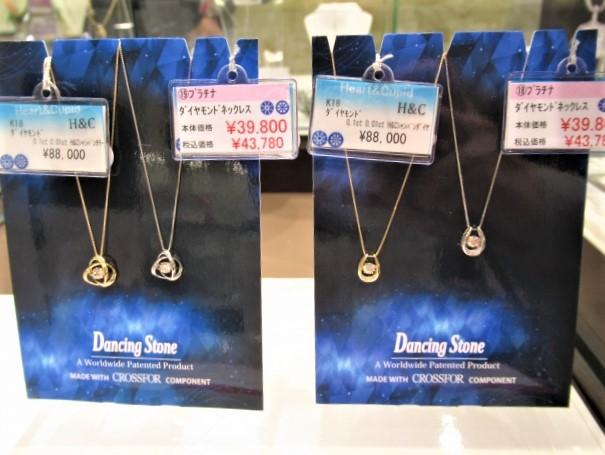 Heart&Cupid
K18
H&C
ダイヤモンド
¥88,000
⑱プラチナ
ダイヤモンドネックレス
本体価格 ¥39.800
税込価格 ¥43,780
Dancing Stone
A Worldwide Patented Product
MADE WITH CROSSFOR COMPONENT
Heart&Cupid
K18
H&C
ダイヤモンド
¥88,000
⑱プラチナ
ダイヤモンドネックレス
本体価格 ¥39.8
税込価格 ¥43,7
Dancing Stone
A Worldwide Patented Product
MADE WITH CROSSFOR COMPONENT